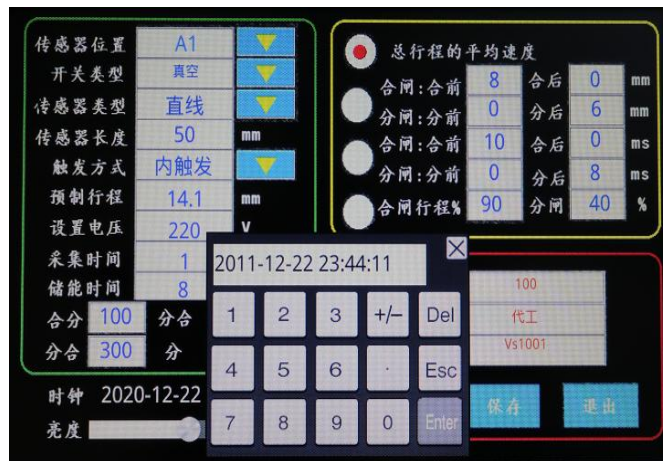 传感器位置 A1
开关类型 真空
传感器类型 直线
传感器长度 50 mm
触发方式 内触发
预制行程 14.1 mm
设置电压 220 V
采集时间 1
储能时间 8
合分 100 分合
分合 300 分
时钟 2020-12-22
亮度
总行程的平均速度
合闸:合前 8 合后 0 mm
分闸:分前 0 分后 6 mm
合闸:合前 10 合后 0 ms
分闸:分前 0 分后 8 ms
合闸行程% 90 分闸 40 %
2011-12-22 23:44:11
1 2 3 +/- Del
4 5 6 . Esc
7 8 9 0 Enter
100
代工
Vs1001
保存 退出